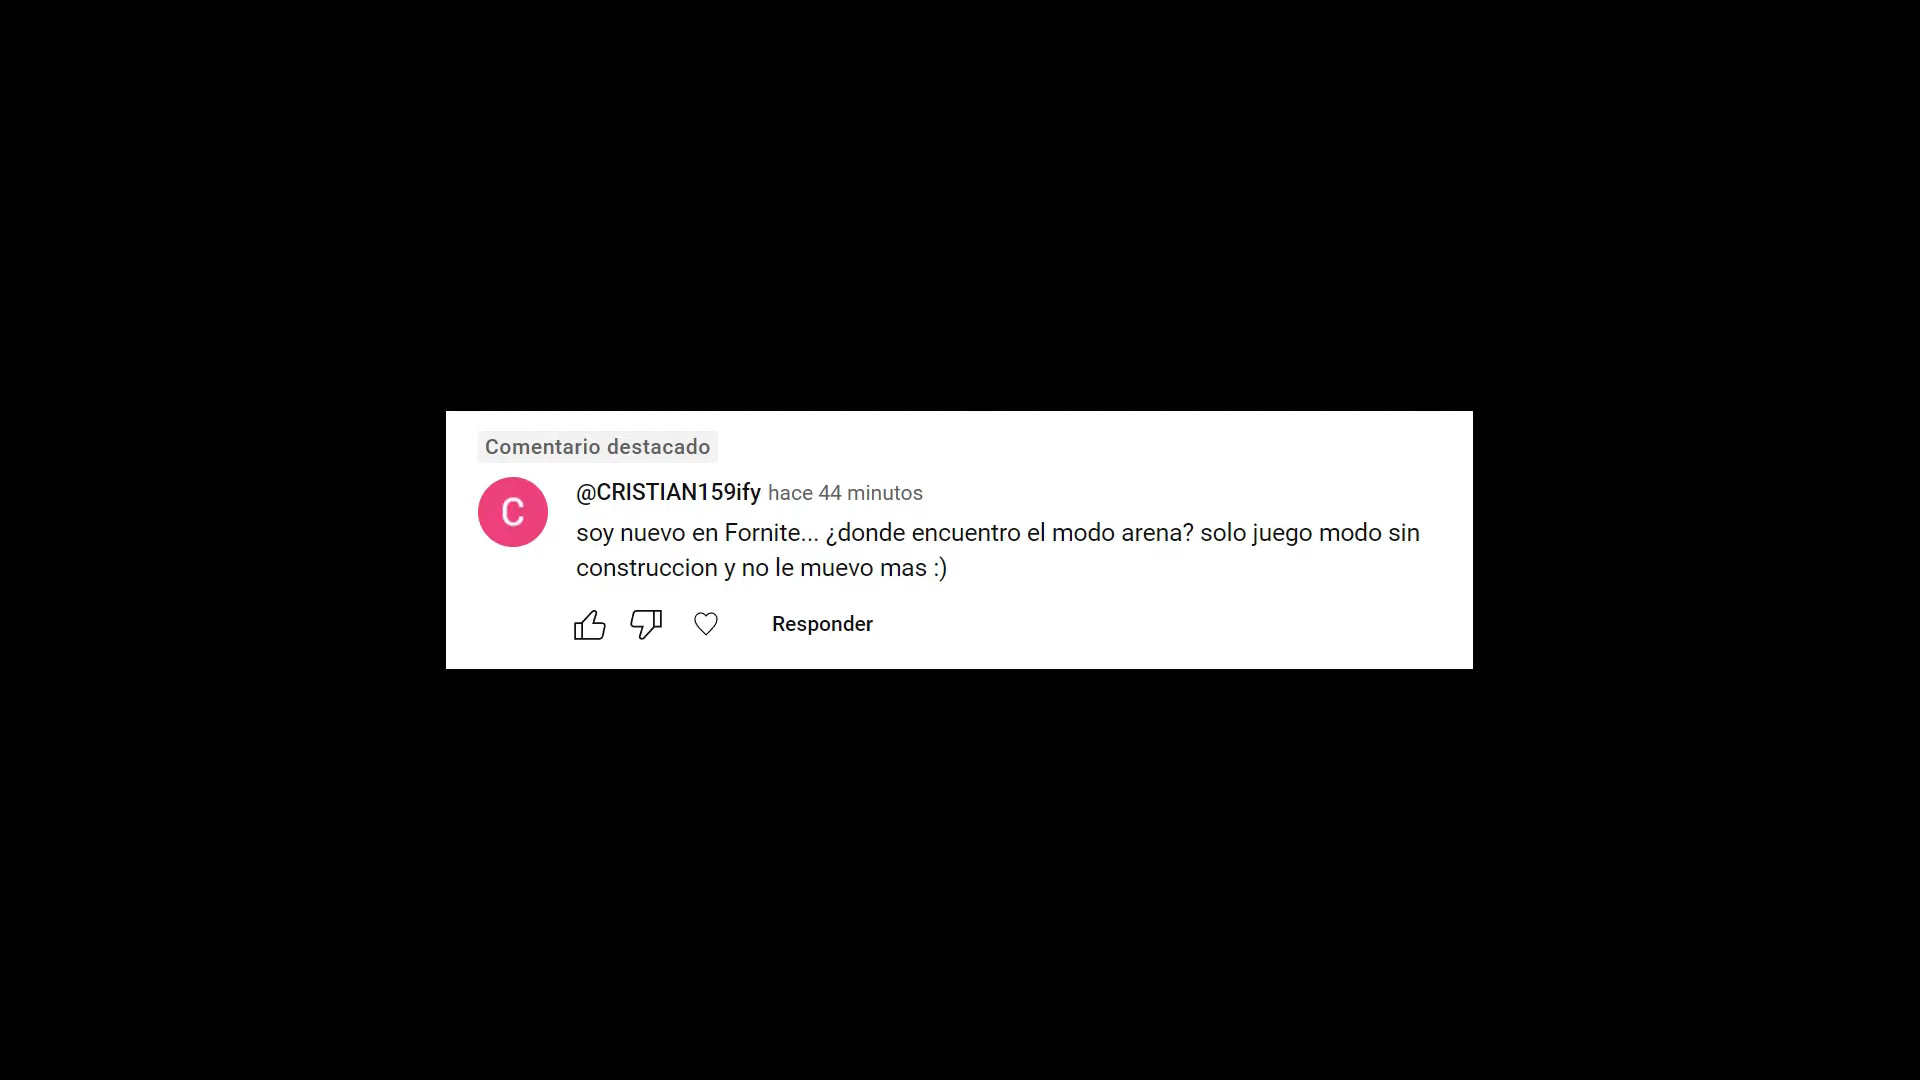 Comentario destacado
C
@CRISTIAN159ify hace 44 minutos
soy nuevo en Fornite... ¿donde encuentro el modo arena? solo juego modo sin
construccion y no le muevo mas :)
Responder